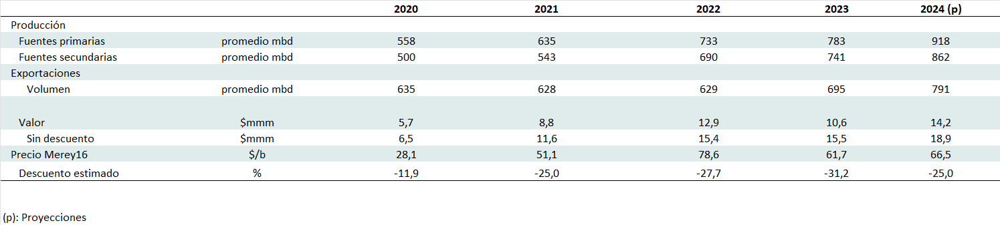 2020 2021 2022 2023 2024 (p)
Producción
Fuentes primarias promedio mbd 558 635 733 783 918
Fuentes secundarias promedio mbd 500 543 690 741 862
Exportaciones
Volumen promedio mbd 635 628 629 695 791
Valor $mmm 5,7 8,8 12,9 10,6 14,2
Sin descuento $mmm 6,5 11,6 15,4 15,5 18,9
Precio Merey16 $/b 28,1 51,1 78,6 61,7 66,5
Descuento estimado % -11,9 -25,0 -27,7 -31,2 -25,0
(p): Proyecciones